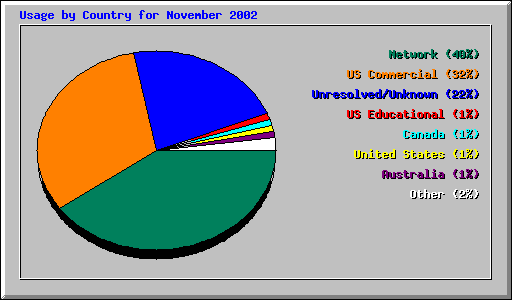 Usage by Country for November 2002
Network (40%)
US Commercial (32%)
Unresolved/Unknown (22%)
US Educational (1%)
Canada (1%)
United States (1%)
Australia (1%)
Other (2%)